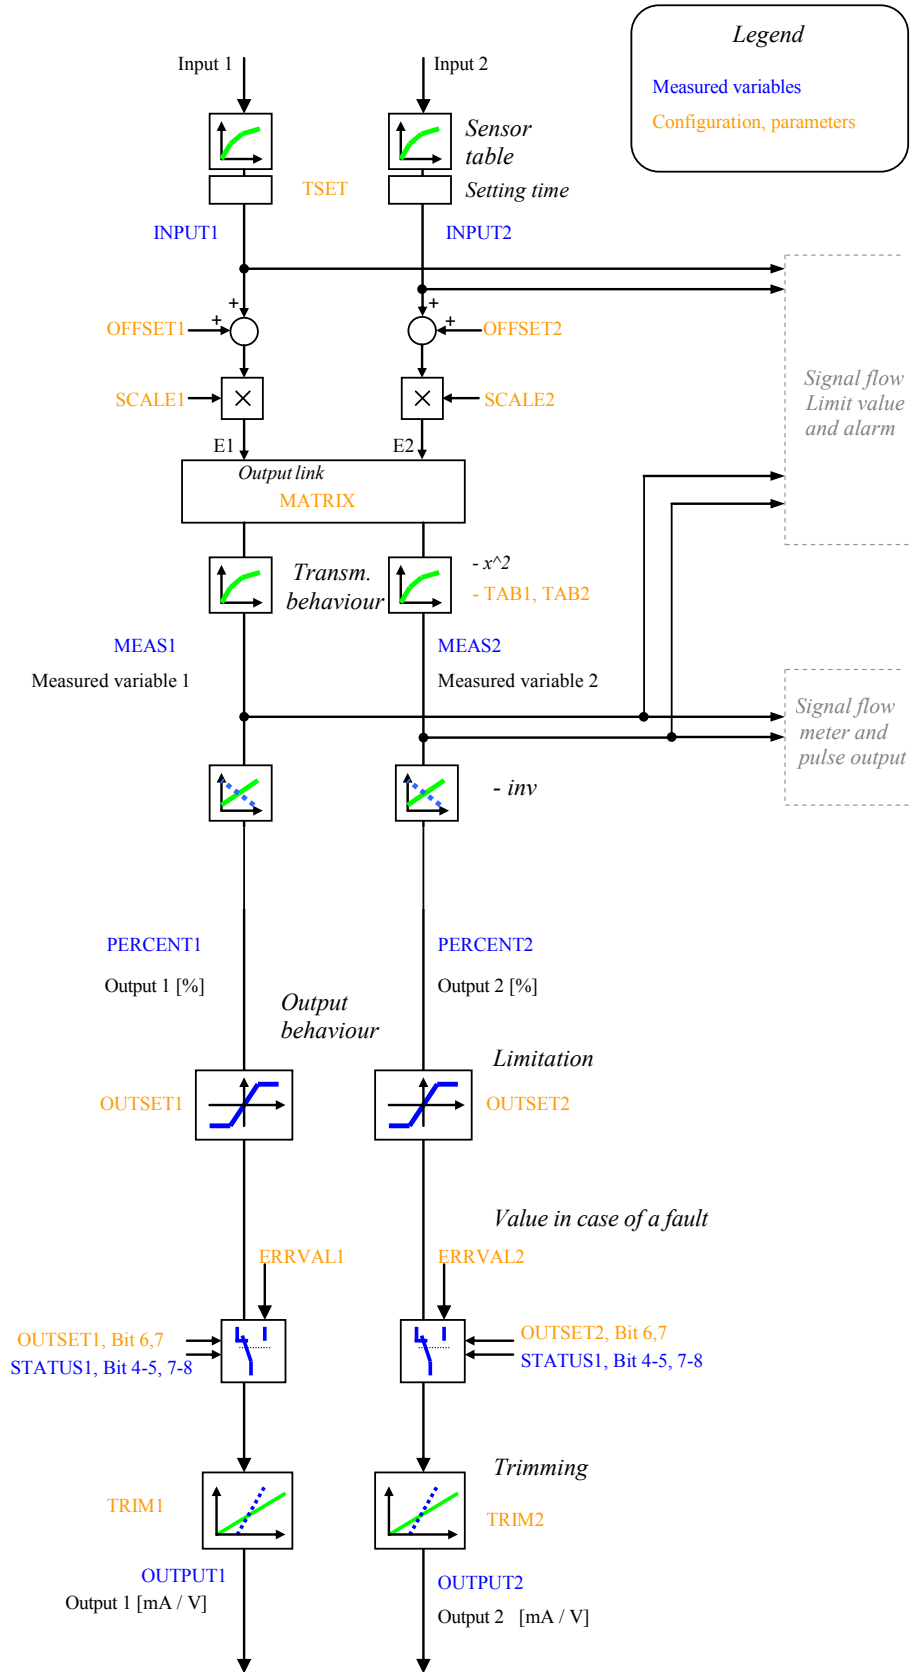 Legend
Measured variables
Configuration, parameters
Input 1
Input 2
Sensor
table
TSET
Setting time
INPUT1
INPUT2
+
+
+
+
OFFSET1
OFFSET2
SCALE1
×
×
SCALE2
Signal flow
Limit value
and alarm
E1
E2
Output link
MATRIX
Transm.
behaviour
- x^2
- TAB1, TAB2
MEAS1
MEAS2
Measured variable 1
Measured variable 2
Signal flow
meter and
pulse output
- inv
PERCENT1
PERCENT2
Output 1 [%]
Output 2 [%]
Output
behaviour
Limitation
OUTSET1
OUTSET2
Value in case of a fault
ERRVAL1
ERRVAL2
OUTSET1, Bit 6,7
STATUS1, Bit 4-5, 7-8
OUTSET2, Bit 6,7
STATUS1, Bit 4-5, 7-8
Trimming
TRIM1
TRIM2
OUTPUT1
Output 1 [mA / V]
OUTPUT2
Output 2 [mA / V]